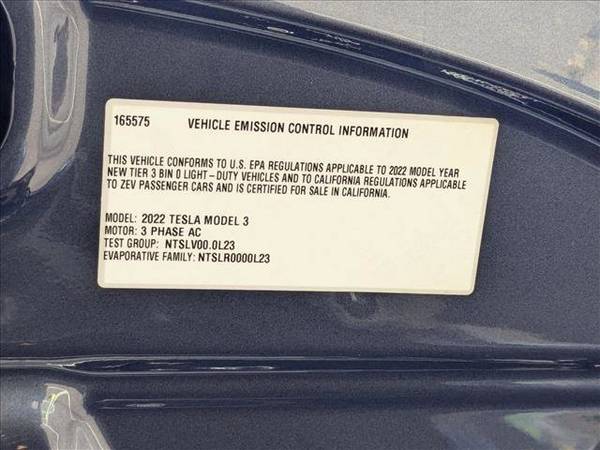 165575 VEHICLE EMISSION CONTROL INFORMATION
THIS VEHICLE CONFORMS TO U.S. EPA REGULATIONS APPLICABLE TO 2022 MODEL YEAR
NEW TIER 3 BIN 0 LIGHT-DUTY VEHICLES AND TO CALIFORNIA REGULATIONS APPLICABLE
TO ZEV PASSENGER CARS AND IS CERTIFIED FOR SALE IN CALIFORNIA.
MODEL: 2022 TESLA MODEL 3
MOTOR: 3 PHASE AC
TEST GROUP: NTSLV00.0L23
EVAPORATIVE FAMILY: NTSLR0000L23